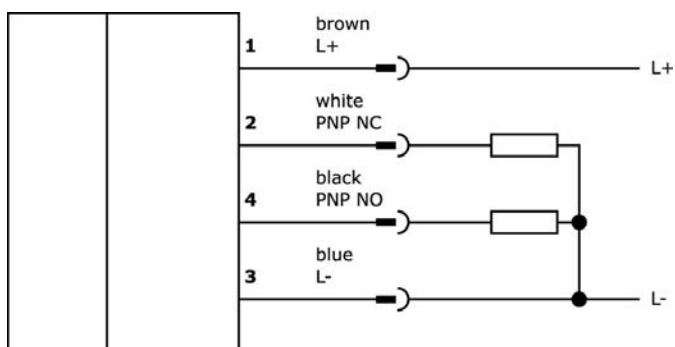 brown
1 L+
L+
white
2 PNP NC
black
4 PNP NO
blue
3 L-
L-